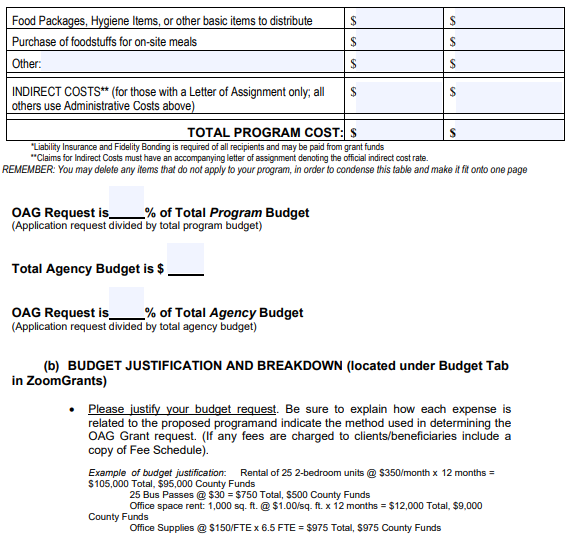 Food Packages, Hygiene Items, or other basic items to distribute $ $
Purchase of foodstuffs for on-site meals $ $
Other: $ $
INDIRECT COSTS** (for those with a Letter of Assignment only; all $ $
others use Administrative Costs above)
TOTAL PROGRAM COST: $ $
*Liability Insurance and Fidelity Bonding is required of all recipients and may be paid from grant funds
**Claims for Indirect Costs must have an accompanying letter of assignment denoting the official indirect cost rate.
REMEMBER: You may delete any items that do not apply to your program, in order to condense this table and make it fit onto one page
OAG Request is_____% of Total Program Budget
(Application request divided by total program budget)
Total Agency Budget is $ _____
OAG Request is_____% of Total Agency Budget
(Application request divided by total agency budget)
(b) BUDGET JUSTIFICATION AND BREAKDOWN (located under Budget Tab
in ZoomGrants)
• Please justify your budget request. Be sure to explain how each expense is
related to the proposed programand indicate the method used in determining the
OAG Grant request. (If any fees are charged to clients/beneficiaries include a
copy of Fee Schedule).
Example of budget justification: Rental of 25 2-bedroom units @ $350/month x 12 months =
$105,000 Total, $95,000 County Funds
25 Bus Passes @ $30 = $750 Total, $500 County Funds
Office space rent: 1,000 sq. ft. @ $1.00/sq. ft. x 12 months = $12,000 Total, $9,000
County Funds
Office Supplies @ $150/FTE x 6.5 FTE = $975 Total, $975 County Funds